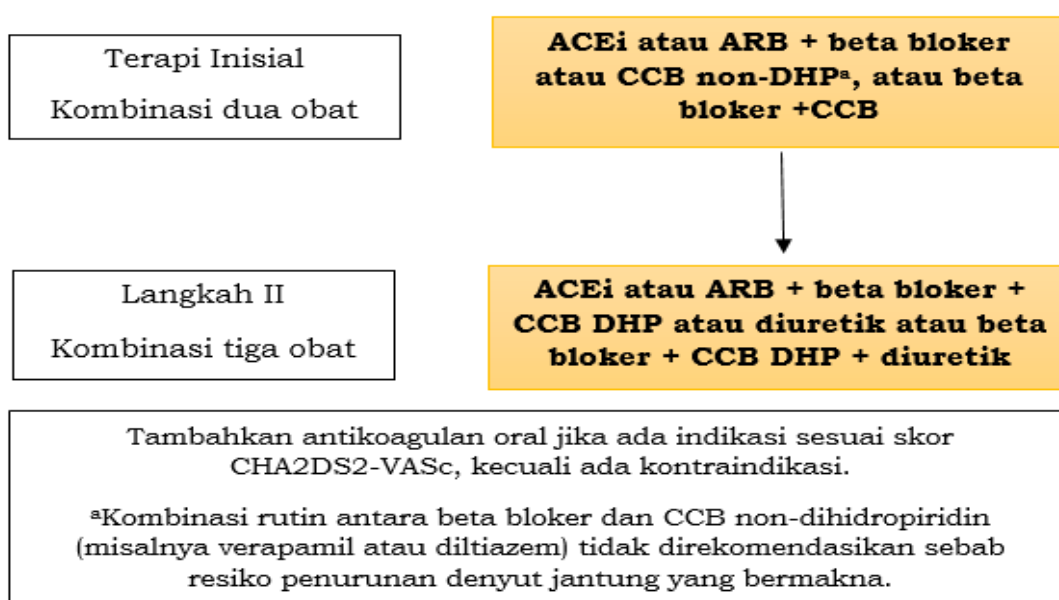 Terapi Inisial
Kombinasi dua obat
ACEi atau ARB + beta bloker
atau CCB non-DHPᵃ, atau beta
bloker +CCB
Langkah II
Kombinasi tiga obat
ACEi atau ARB + beta bloker +
CCB DHP atau diuretik atau beta
bloker + CCB DHP + diuretik
Tambahkan antikoagulan oral jika ada indikasi sesuai skor
CHA2DS2-VASc, kecuali ada kontraindikasi.
ᵃKombinasi rutin antara beta bloker dan CCB non-dihidropiridin
(misalnya verapamil atau diltiazem) tidak direkomendasikan sebab
resiko penurunan denyut jantung yang bermakna.